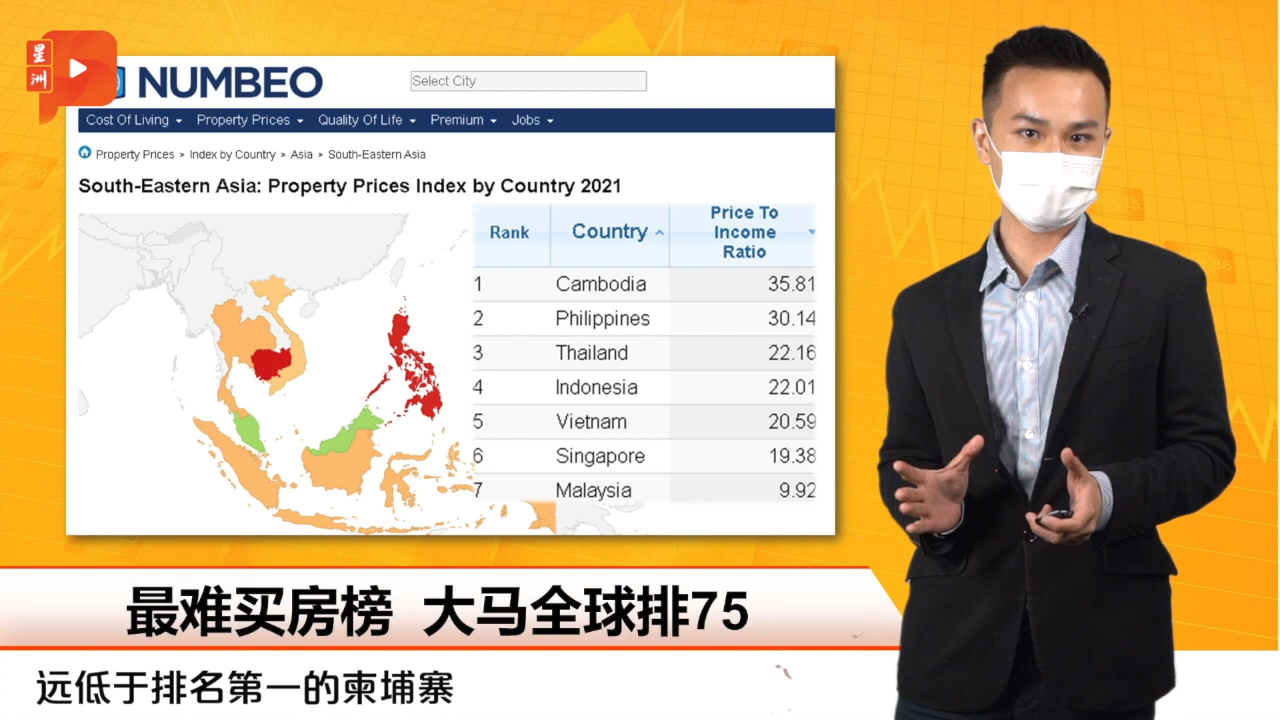 星
洲
NUMBEO
Select City
Cost Of Living Property Prices Quality Of Life Premium Jobs
Property Prices > Index by Country > Asia > South-Eastern Asia
South-Eastern Asia: Property Prices Index by Country 2021
Rank Country Price To Income Ratio
1 Cambodia 35.81
2 Philippines 30.14
3 Thailand 22.16
4 Indonesia 22.01
5 Vietnam 20.59
6 Singapore 19.38
7 Malaysia 9.92
最难买房榜 大马全球排75
远低于排名第一的柬埔寨